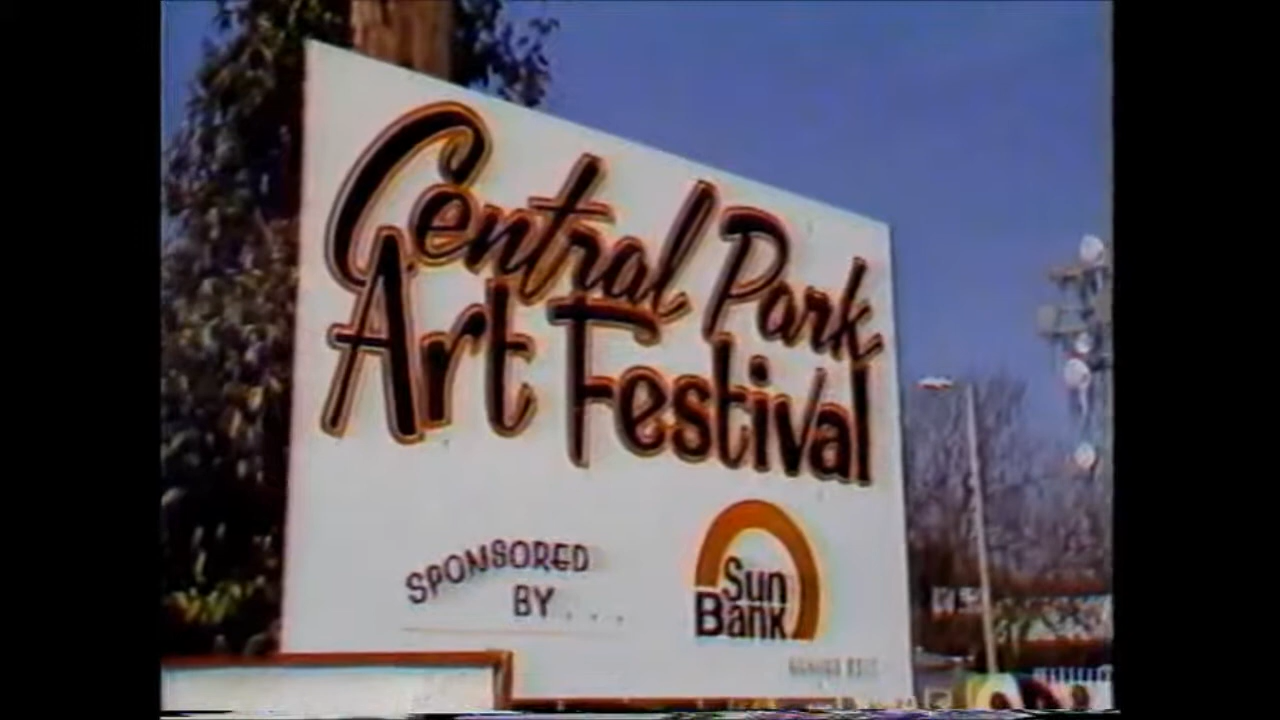 Central Park
Art Festival
SPONSORED
BY . . .
Sun
Bank